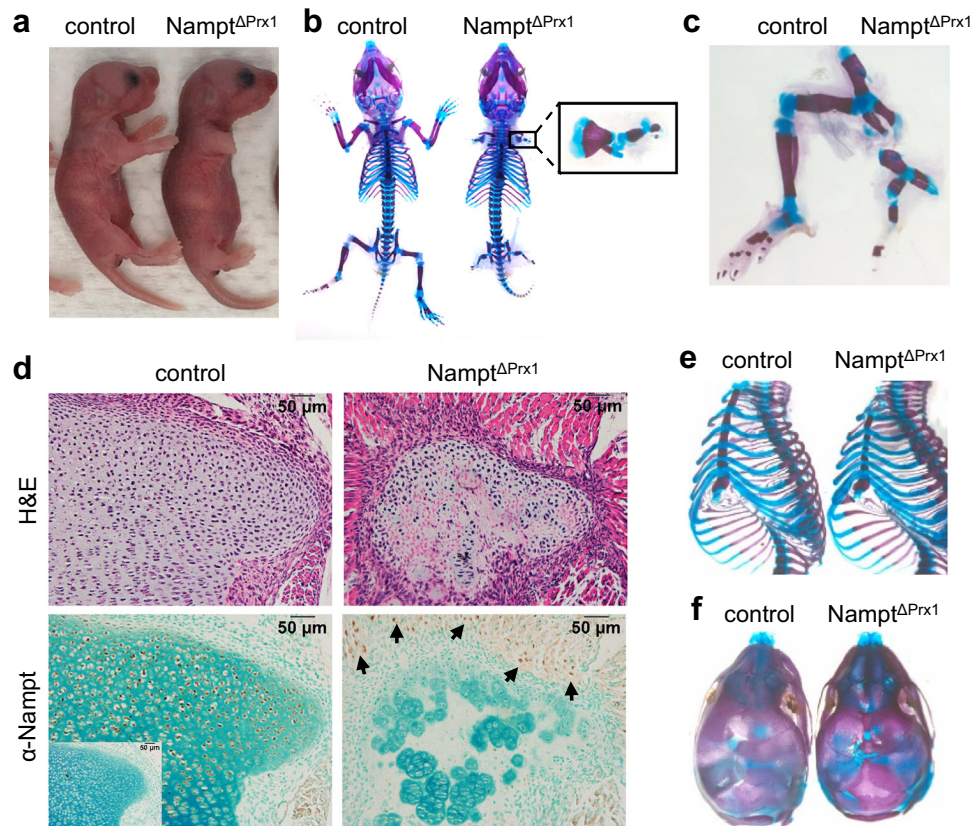 a
control
Nampt^ΔPrx1
b
control
Nampt^ΔPrx1
c
control
Nampt^ΔPrx1
d
control
Nampt^ΔPrx1
H&E
50 µm
50 µm
α-Nampt
50 µm
50 µm
50 µm
e
control
Nampt^ΔPrx1
f
control
Nampt^ΔPrx1